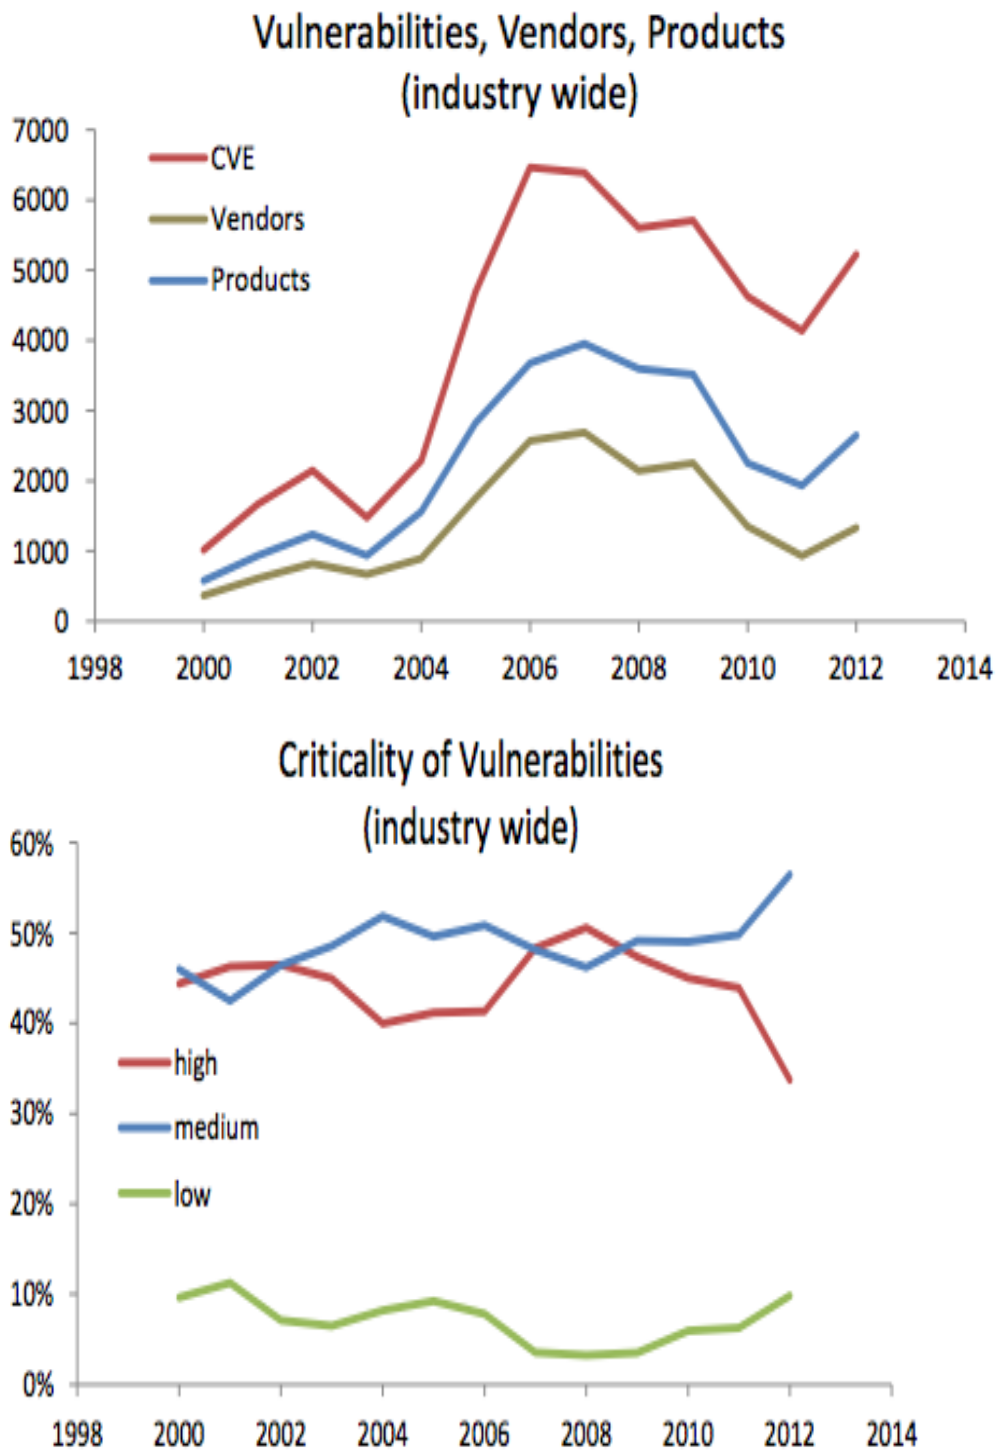 Vulnerabilities, Vendors, Products
(industry wide)
7000
6000
5000
4000
3000
2000
1000
0
CVE
Vendors
Products
1998 2000 2002 2004 2006 2008 2010 2012 2014
Criticality of Vulnerabilities
(industry wide)
60%
50%
40%
30%
20%
10%
0%
high
medium
low
1998 2000 2002 2004 2006 2008 2010 2012 2014